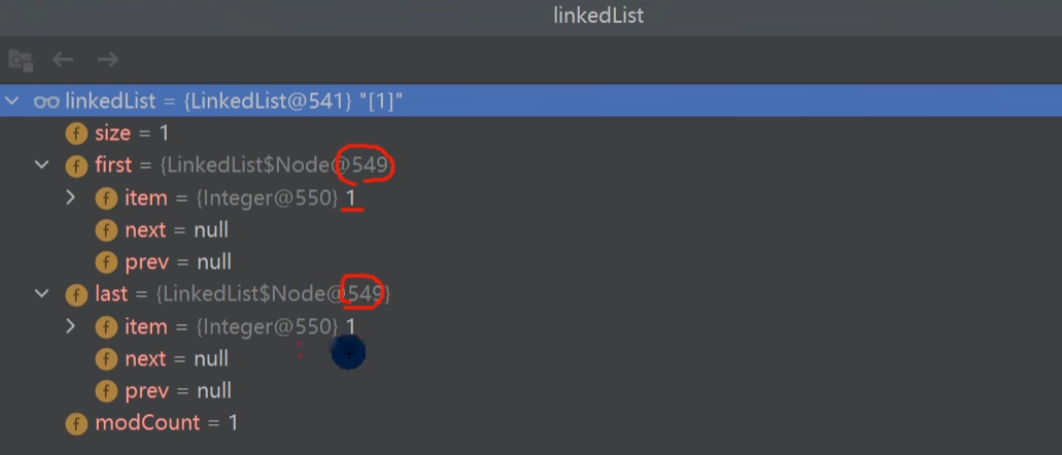 linkedList
linkedList = {LinkedList@541} "[1]"
f size = 1
f first = {LinkedList$Node@549
f item = {Integer@550} 1
f next = null
f prev = null
f last = {LinkedList$Node@549}
f item = {Integer@550} 1
f next = null
f prev = null
f modCount = 1